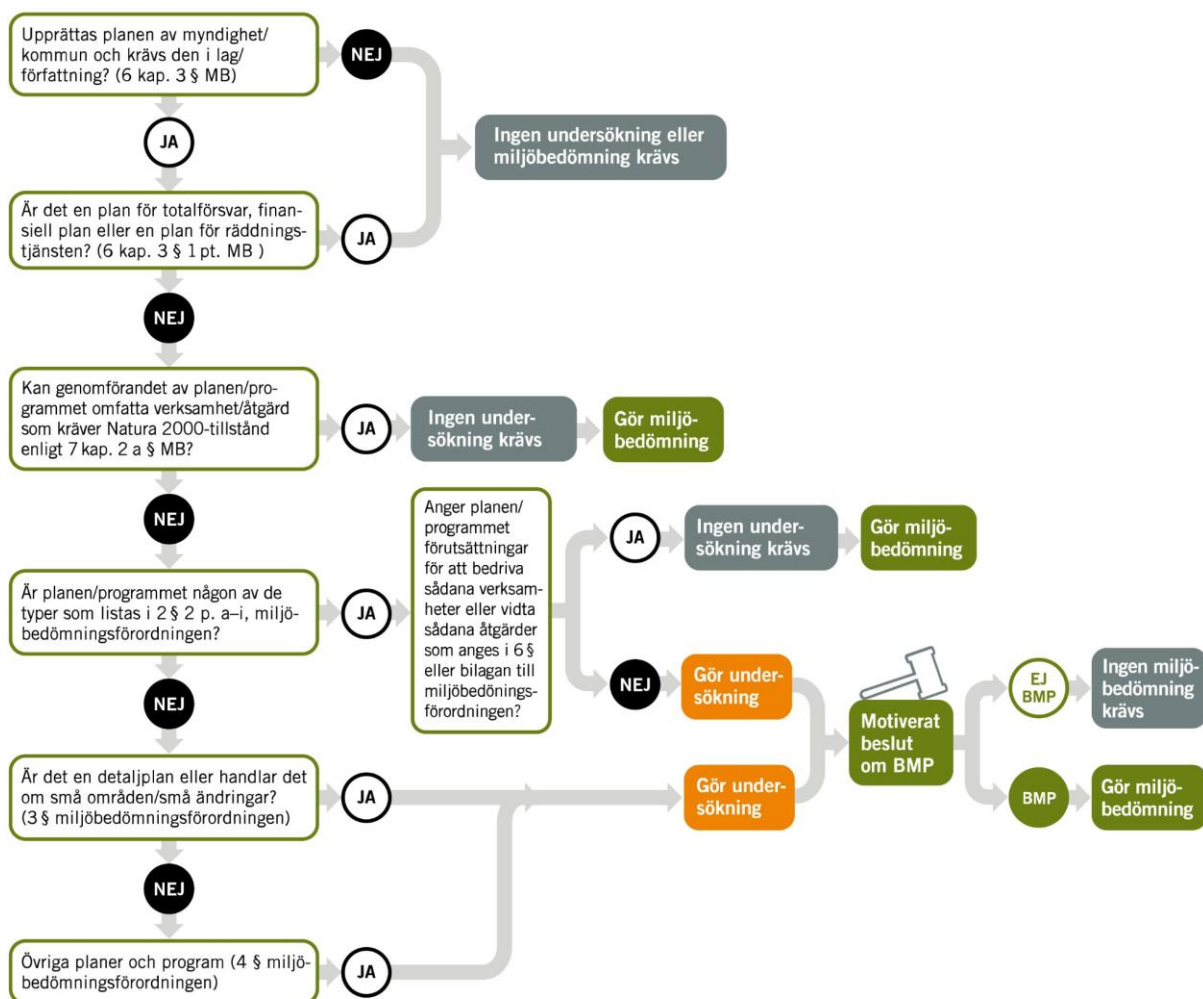 Upprättas planen av myndighet/
kommun och krävs den i lag/
författning? (6 kap. 3 § MB)
NEJ
JA
Ingen undersökning eller
miljöbedömning krävs
Är det en plan för totalförsvar, finan-
siell plan eller en plan för räddnings-
tjänsten? (6 kap. 3 § 1 pt. MB )
JA
NEJ
Kan genomförandet av planen/pro-
grammet omfatta verksamhet/åtgärd
som kräver Natura 2000-tillstånd
enligt 7 kap. 2 a § MB?
JA
Ingen under-
sökning krävs
Gör miljö-
bedömning
NEJ
Är planen/programmet någon av de
typer som listas i 2 § 2 p. a–i, miljö-
bedömningsförordningen?
JA
Anger planen/
programmet
förutsättningar
för att bedriva
sådana verksam-
heter eller vidta
sådana åtgärder
som anges i 6 §
eller bilagan till
miljöbedönings-
förordningen?
JA
Ingen under-
sökning krävs
Gör miljö-
bedömning
NEJ
Gör under-
sökning
NEJ
Är det en detaljplan eller handlar det
om små områden/små ändringar?
(3 § miljöbedömningsförordningen)
JA
Gör under-
sökning
Motiverat
beslut
om BMP
EJ
BMP
Ingen miljö-
bedömning
krävs
BMP
Gör miljö-
bedömning
NEJ
Övriga planer och program (4 § miljö-
bedömningsförordningen)
JA